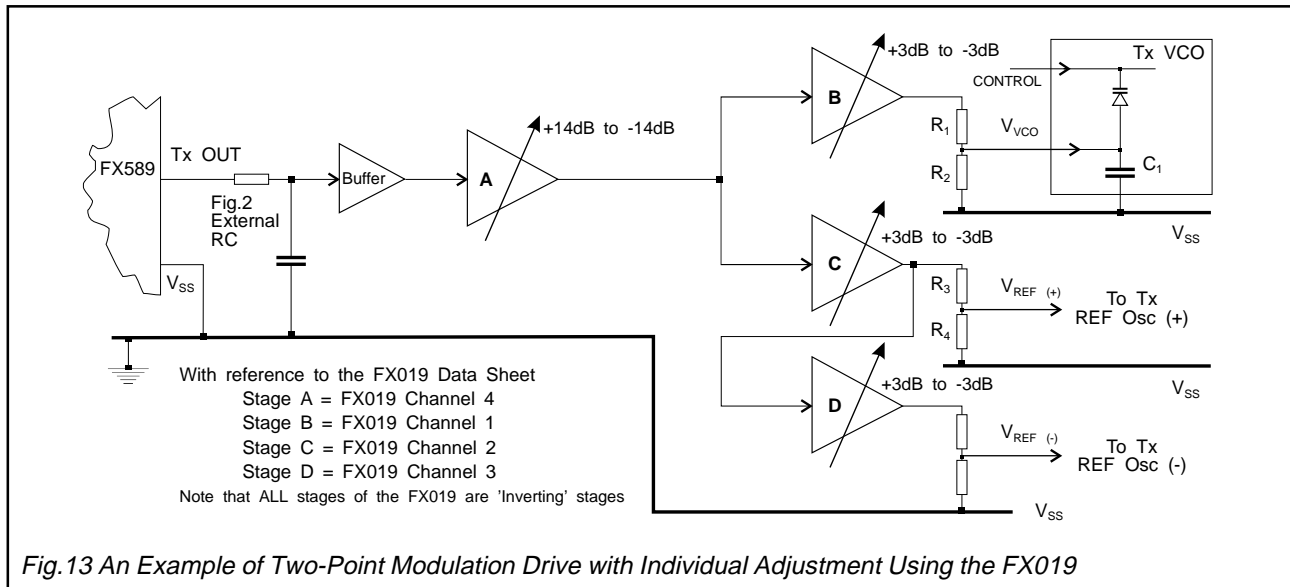 +3dB to -3dB
Tx VCO
CONTROL
B
+14dB to -14dB
R1
VVCO
Tx OUT
FX589
Buffer
A
R2
C1
Fig.2
External
RC
+3dB to -3dB
VSS
C
R3
VREF (+)
To Tx
REF Osc (+)
VSS
R4
With reference to the FX019 Data Sheet
Stage A = FX019 Channel 4
Stage B = FX019 Channel 1
Stage C = FX019 Channel 2
Stage D = FX019 Channel 3
Note that ALL stages of the FX019 are 'Inverting' stages
+3dB to -3dB
VSS
D
VREF (-)
To Tx
REF Osc (-)
VSS
Fig.13 An Example of Two-Point Modulation Drive with Individual Adjustment Using the FX019